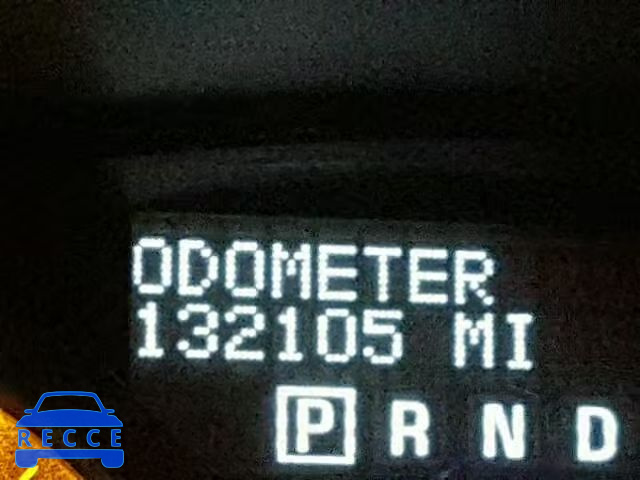 ODOMETER
132105 MI
P R N D
RECCE